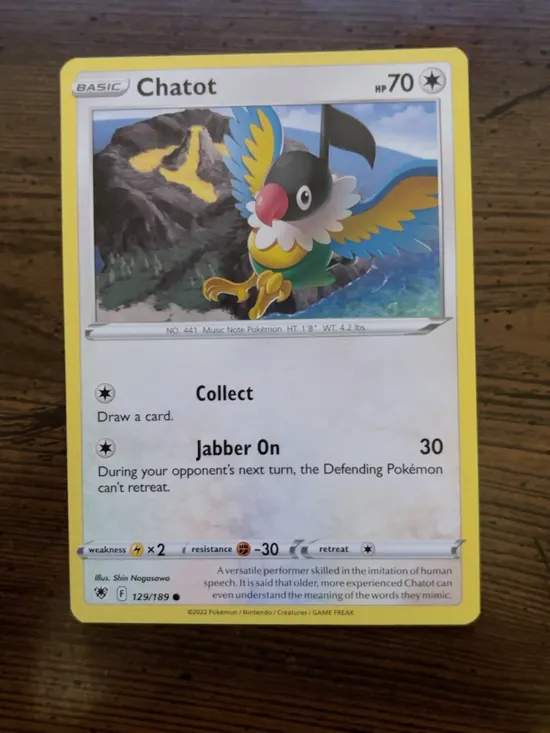 BASIC Chatot HP 70
NO. 441 Music Note Pokémon HT. 1'8" WT. 4.2 lbs.
Collect
Draw a card.
Jabber On 30
During your opponent's next turn, the Defending Pokémon
can't retreat.
weakness ×2 resistance -30 retreat
Illus. Shin Nagasawa
F 129/189
A versatile performer skilled in the imitation of human
speech. It is said that older, more experienced Chatot can
even understand the meaning of the words they mimic.
©2022 Pokémon / Nintendo / Creatures / GAME FREAK